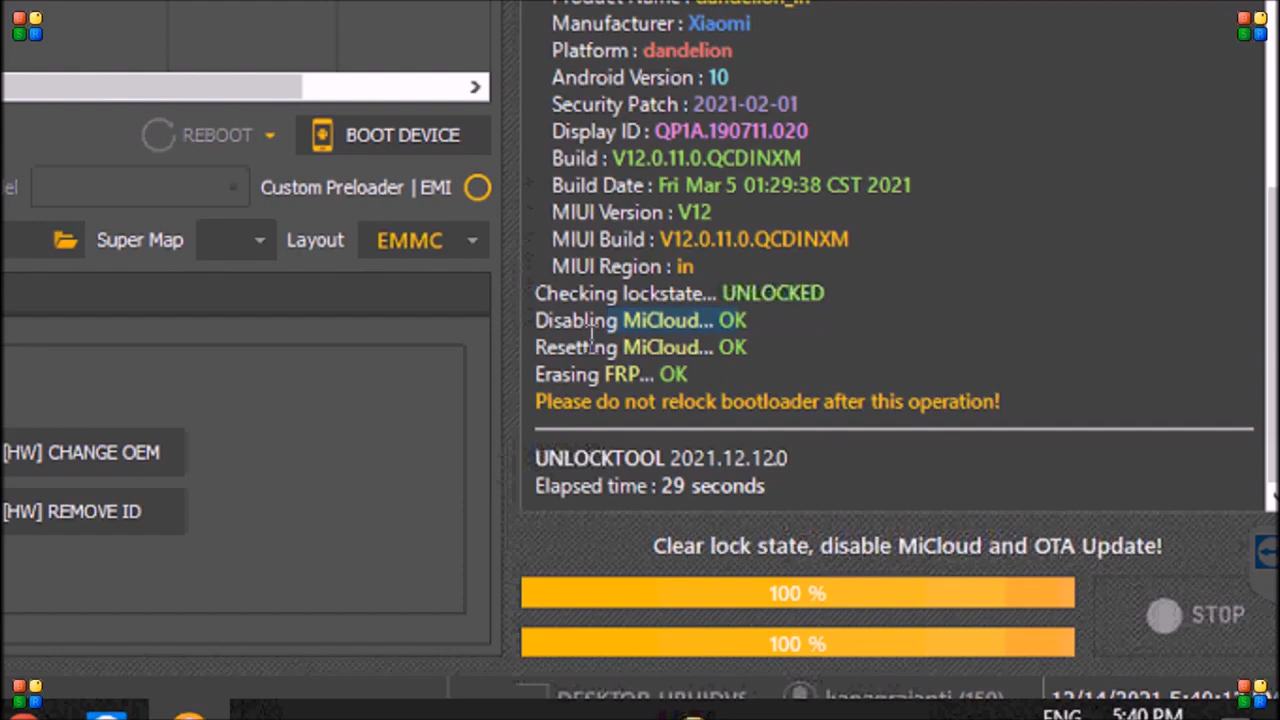 Manufacturer : Xiaomi
Platform : dandelion
Android Version : 10
Security Patch : 2021-02-01
Display ID : QP1A.190711.020
Build : V12.0.11.0.QCDINXM
Build Date : Fri Mar 5 01:29:38 CST 2021
MIUI Version : V12
MIUI Build : V12.0.11.0.QCDINXM
MIUI Region : in
Checking lockstate... UNLOCKED
Disabling MiCloud... OK
Resetting MiCloud... OK
Erasing FRP... OK
Please do not relock bootloader after this operation!
UNLOCKTOOL 2021.12.12.0
Elapsed time : 29 seconds
REBOOT
BOOT DEVICE
Custom Preloader | EMI
Super Map
Layout
EMMC
[HW] CHANGE OEM
[HW] REMOVE ID
Clear lock state, disable MiCloud and OTA Update!
100 %
100 %
STOP
ENG
5:40 PM